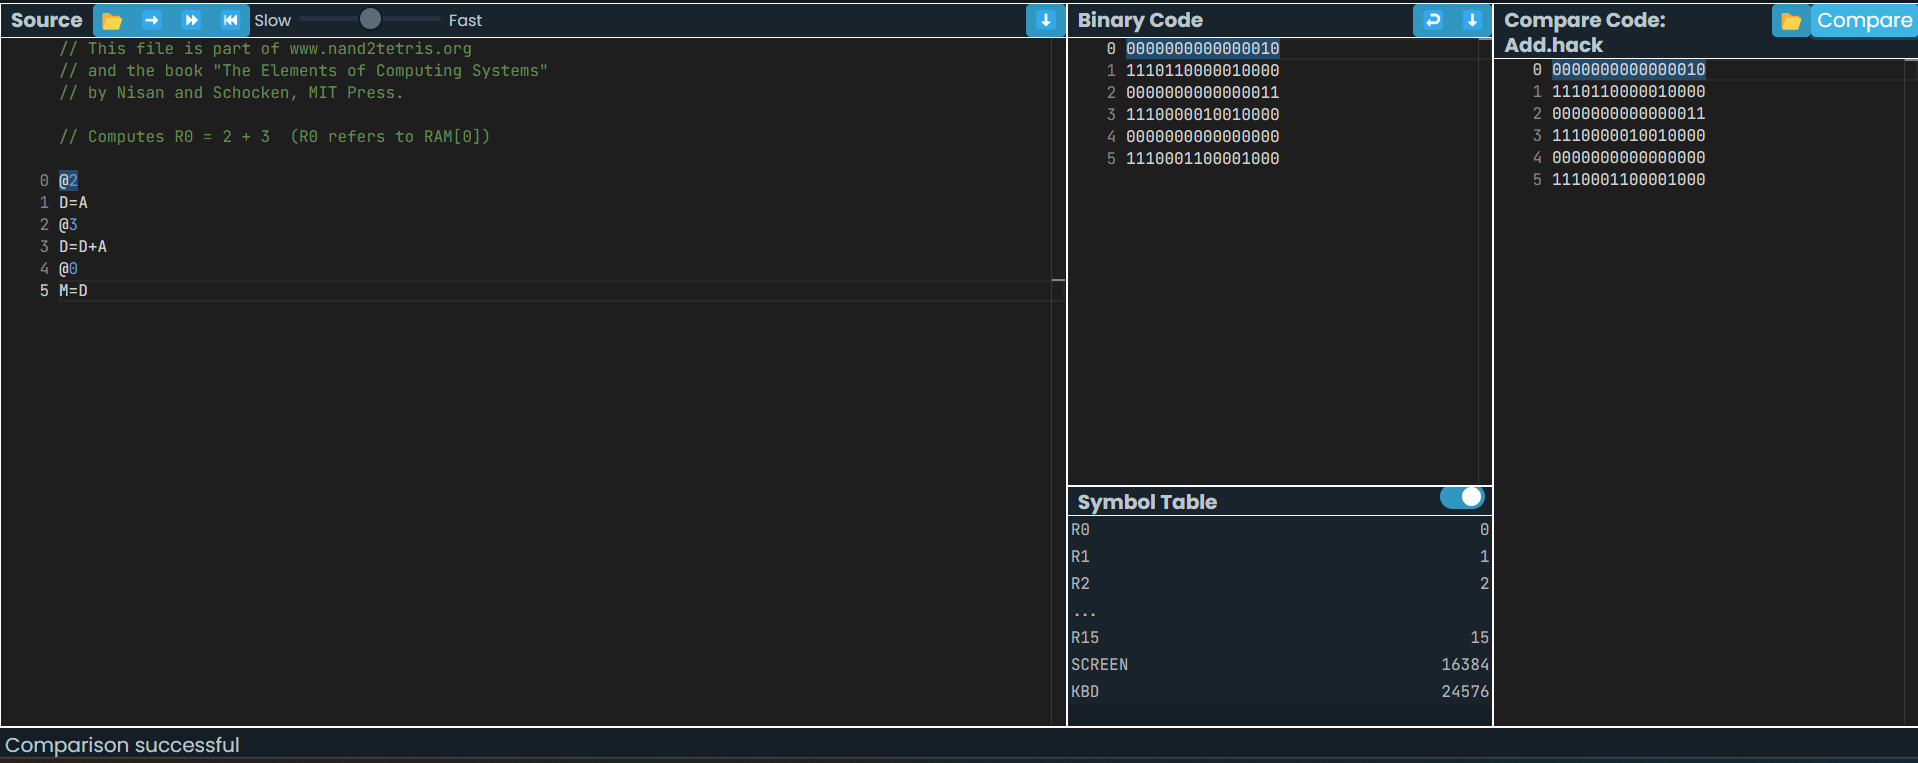 Source Slow Fast
// This file is part of www.nand2tetris.org
// and the book "The Elements of Computing Systems"
// by Nisan and Schocken, MIT Press.
// Computes R0 = 2 + 3  (R0 refers to RAM[0])
0 @2
1 D=A
2 @3
3 D=D+A
4 @0
5 M=D
Binary Code
0 0000000000000010
1 1110110000010000
2 0000000000000011
3 1110000010010000
4 0000000000000000
5 1110001100001000
Symbol Table
R0 0
R1 1
R2 2
...
R15 15
SCREEN 16384
KBD 24576
Compare Code:
Add.hack
Compare
0 0000000000000010
1 1110110000010000
2 0000000000000011
3 1110000010010000
4 0000000000000000
5 1110001100001000
Comparison successful